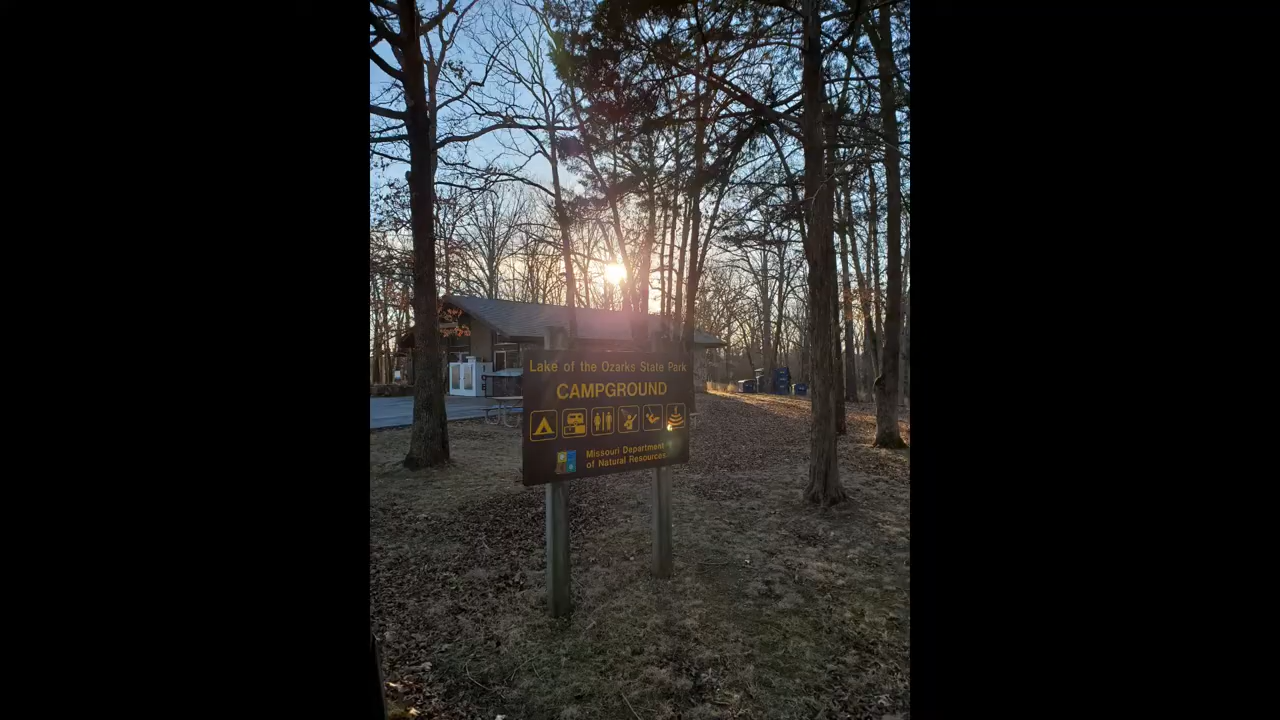 Lake of the Ozarks State Park
CAMPGROUND
Missouri Department
of Natural Resources